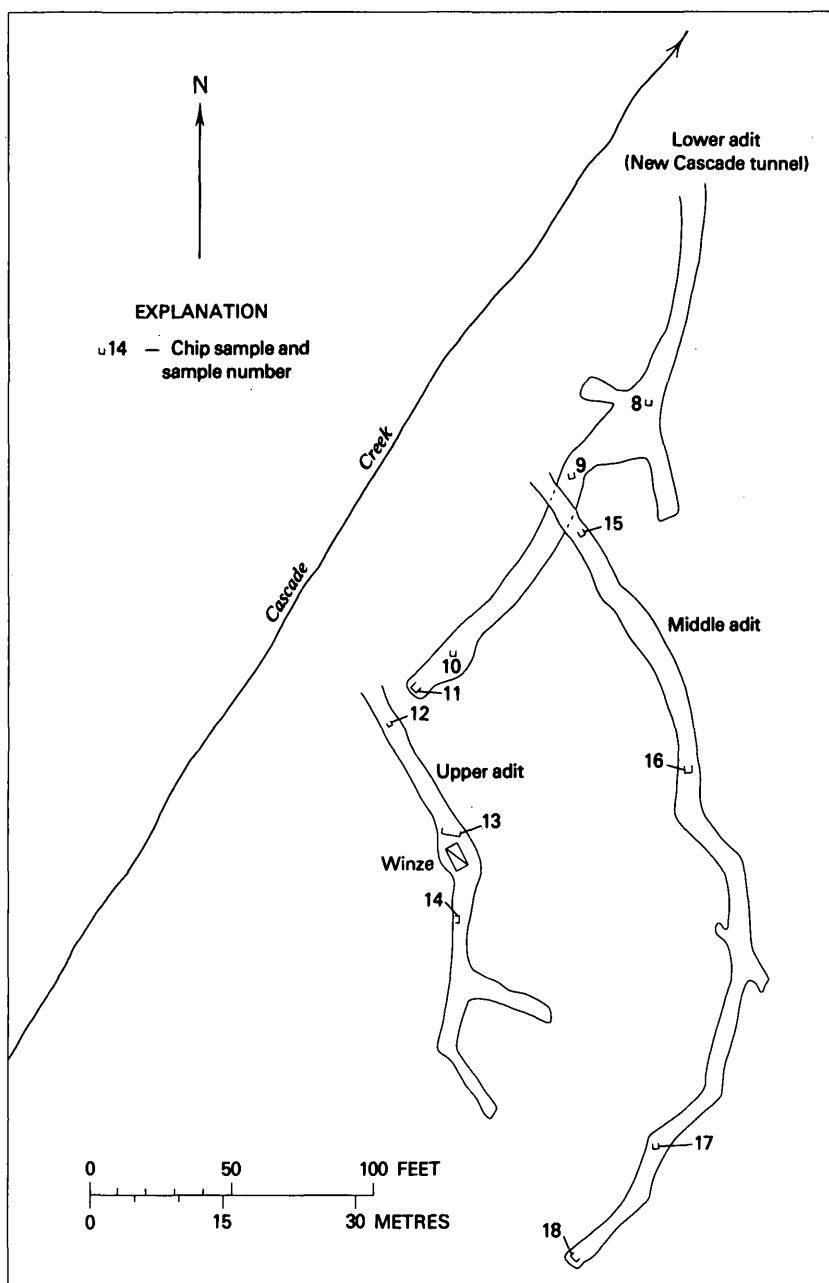 N
Lower adit
(New Cascade tunnel)
EXPLANATION
14 — Chip sample and
sample number
8
9
15
Cascade Creek
Middle adit
10
11
12
Upper adit
16
13
Winze
14
17
18
0 50 100 FEET
0 15 30 METRES